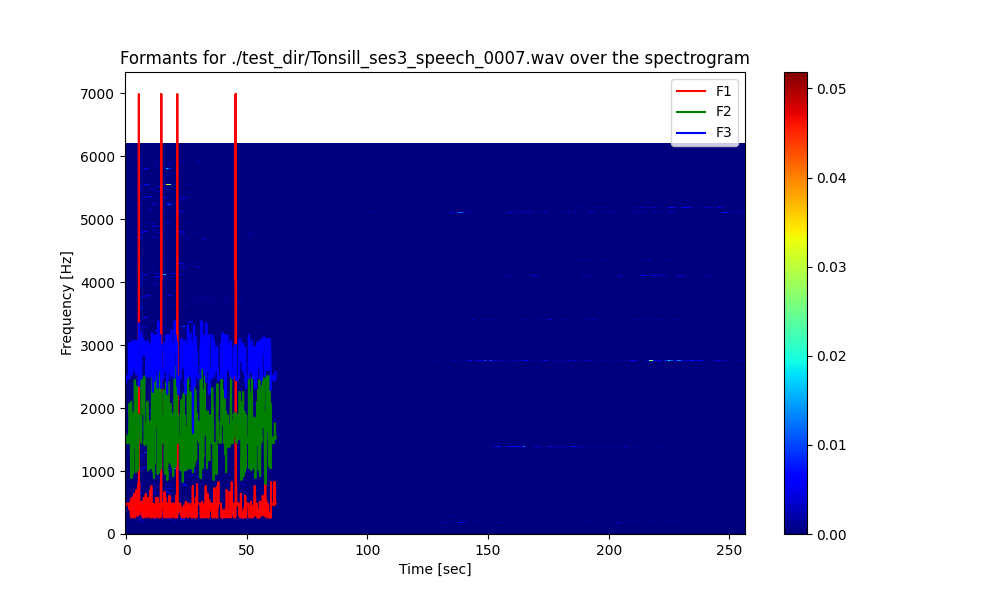 Formants for ./test_dir/Tonsill_ses3_speech_0007.wav over the spectrogram
F1
F2
F3
7000
6000
5000
4000
3000
2000
1000
0
Frequency [Hz]
0 50 100 150 200 250
Time [sec]
0.05
0.04
0.03
0.02
0.01
0.00